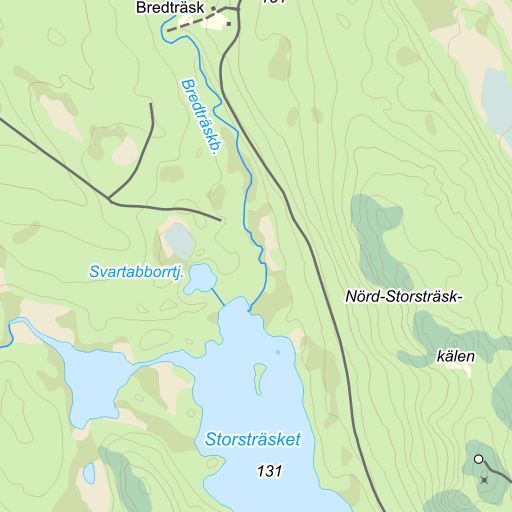 Bredträsk
Bredträskb.
Svartabborrtj.
Nörd-Storsträsk-
kälen
Storsträsket
131